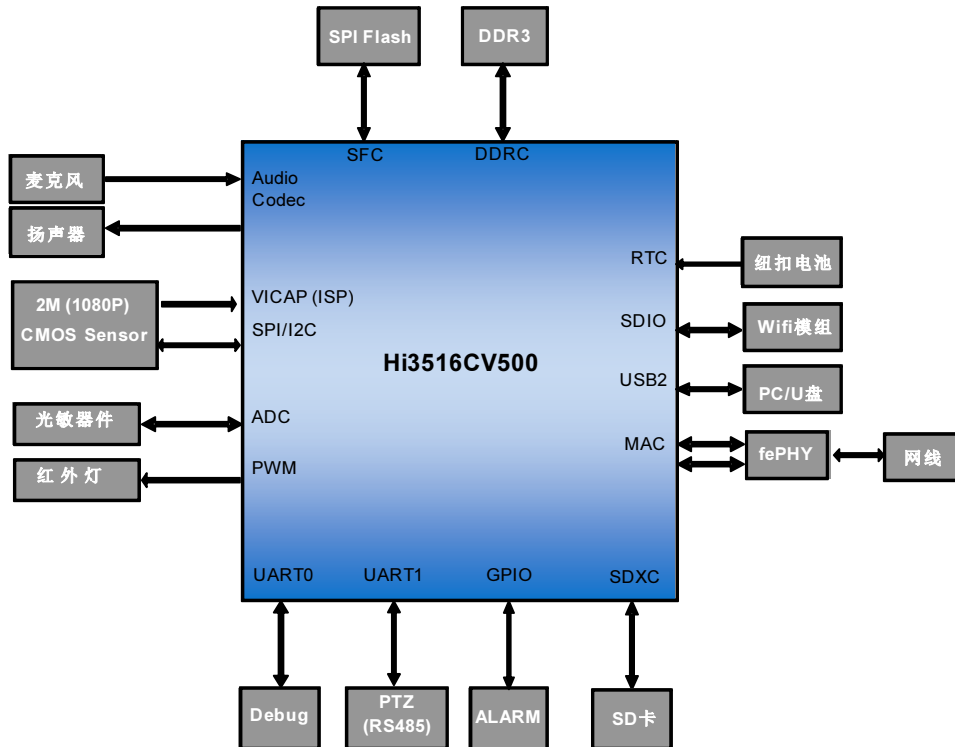 SPI Flash
DDR3
SFC
DDRC
麦克风
Audio
Codec
扬声器
RTC
纽扣电池
2M (1080P)
CMOS Sensor
VICAP (ISP)
SPI/I2C
SDIO
Wifi模组
Hi3516CV500
USB2
PC/U盘
光敏器件
ADC
MAC
fePHY
网线
红外灯
PWM
UART0
UART1
GPIO
SDXC
Debug
PTZ
(RS485)
ALARM
SD卡